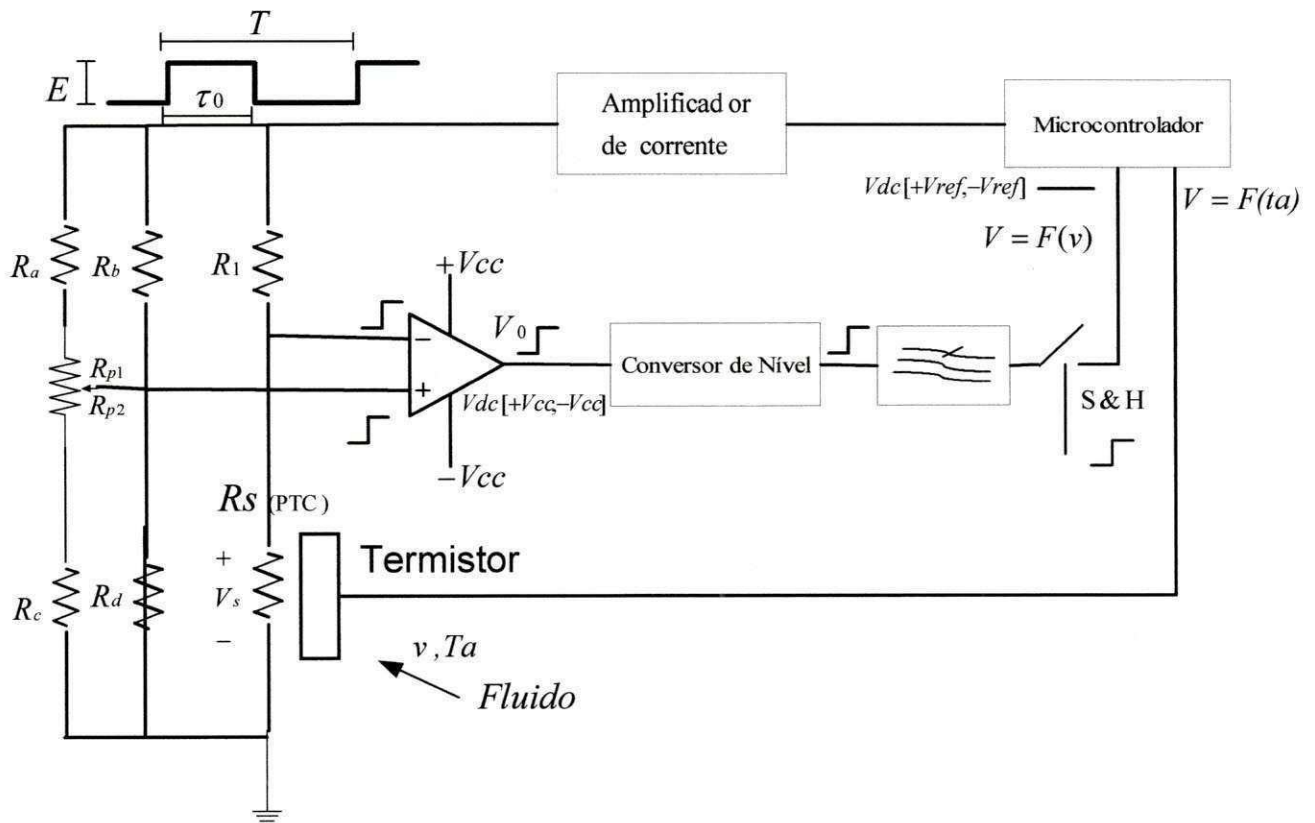 T
E
τ0
Amplificad or
de corrente
Microcontrolador
Vdc[+Vref,−Vref]
V = F(ta)
V = F(v)
Ra
Rb
R1
+Vcc
V0
−
+
Conversor de Nível
Rp1
Rp2
Vdc[+Vcc,−Vcc]
S & H
−Vcc
Rs (PTC)
Termistor
+
Vs
−
Rc
Rd
v ,Ta
Fluido